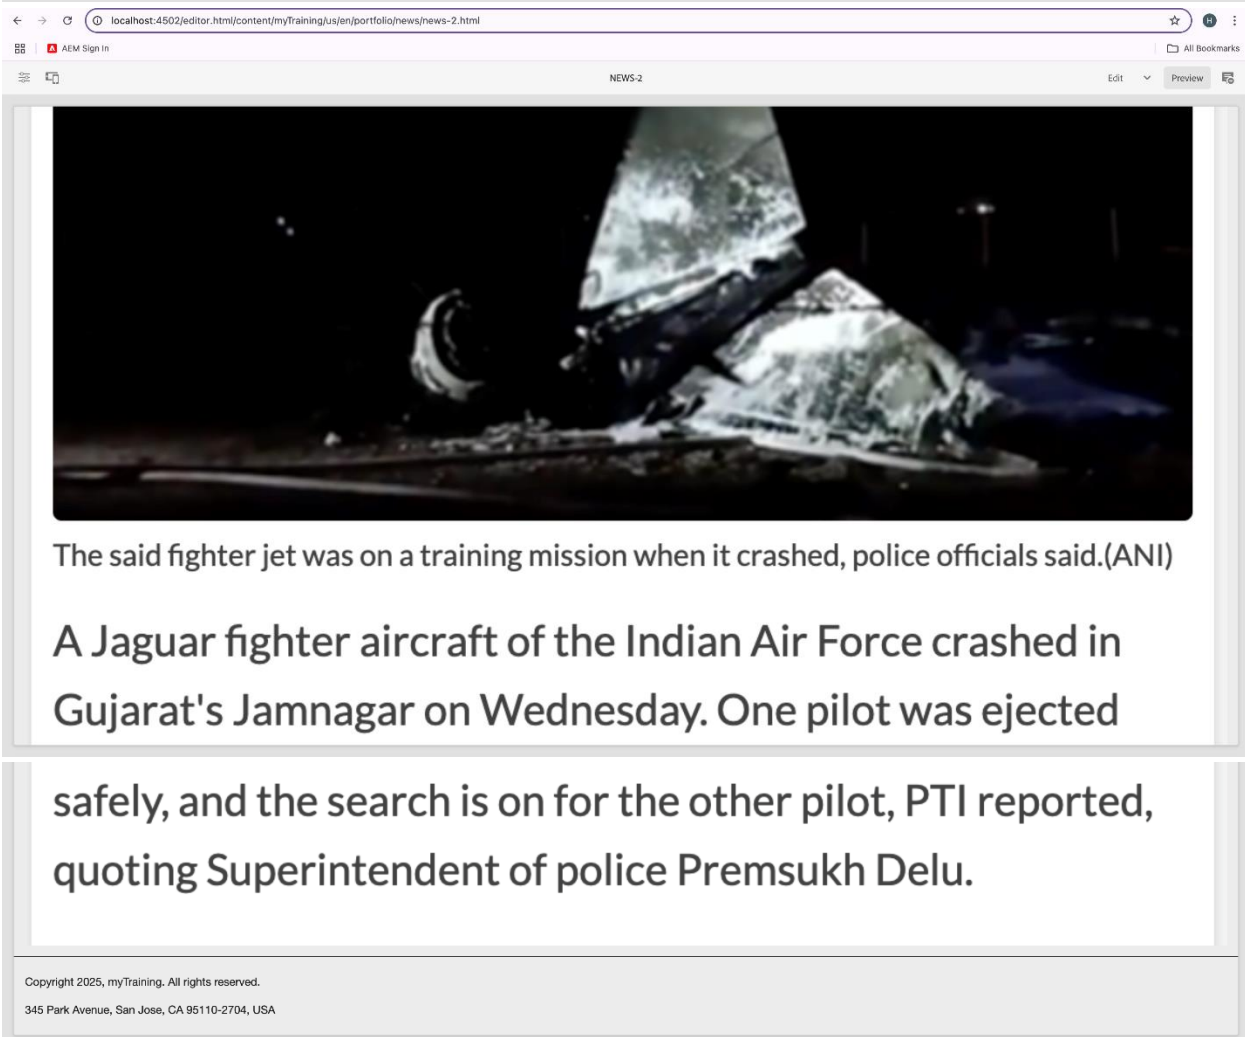 localhost:4502/editor.html/content/myTraining/us/en/portfolio/news/news-2.html
H
AEM Sign In
All Bookmarks
NEWS-2
Edit
Preview
The said fighter jet was on a training mission when it crashed, police officials said.(ANI)
A Jaguar fighter aircraft of the Indian Air Force crashed in
Gujarat's Jamnagar on Wednesday. One pilot was ejected
safely, and the search is on for the other pilot, PTI reported,
quoting Superintendent of police Premsukh Delu.
Copyright 2025, myTraining. All rights reserved.
345 Park Avenue, San Jose, CA 95110-2704, USA